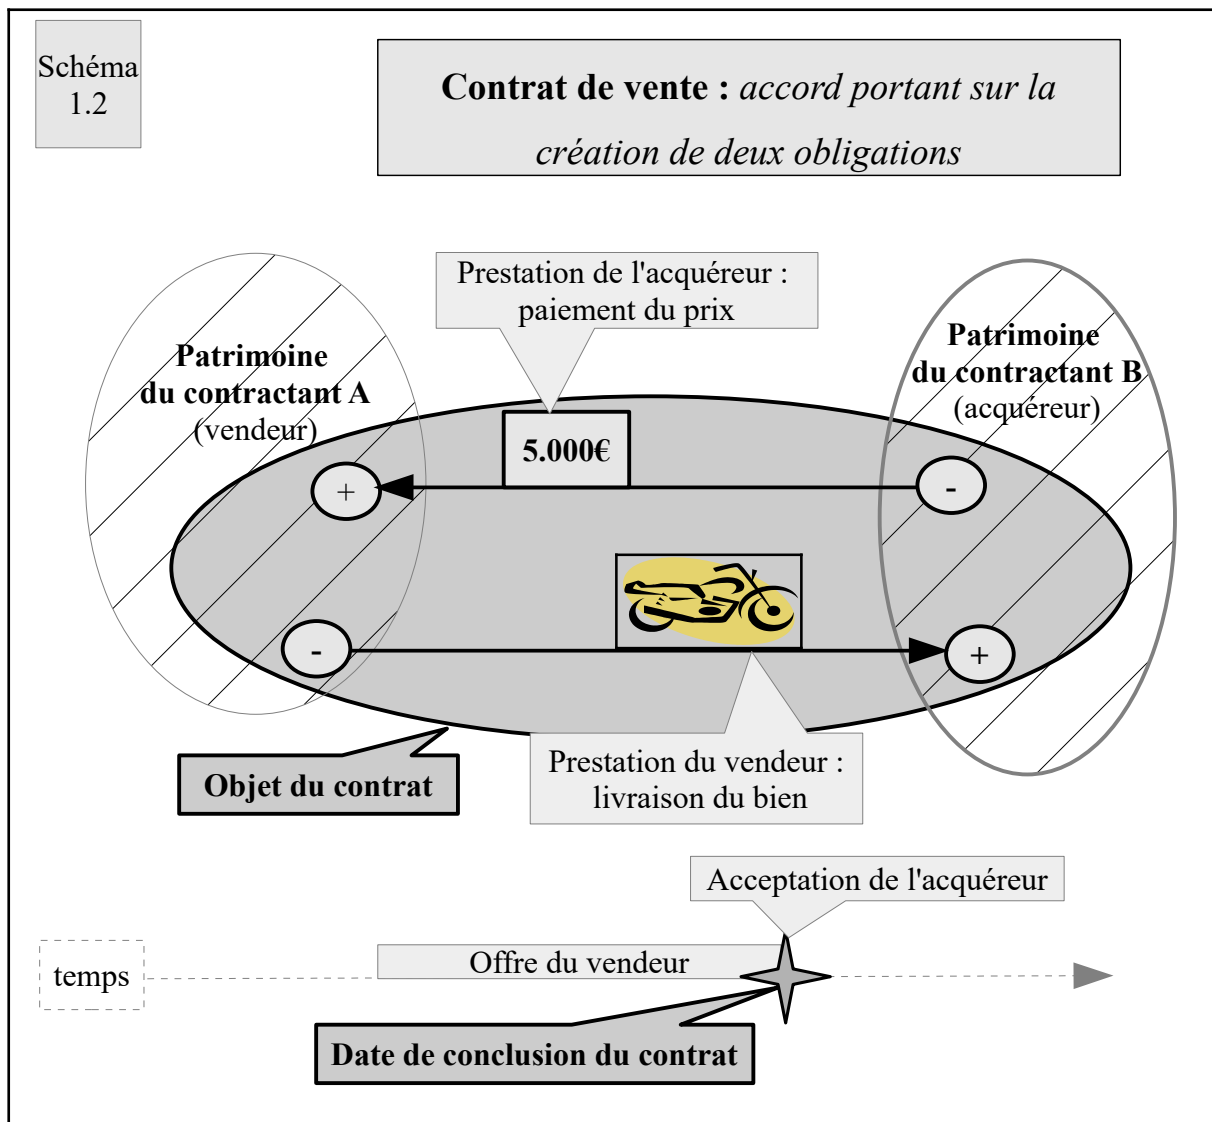 Schéma
1.2
Contrat de vente : accord portant sur la
création de deux obligations
Prestation de l'acquéreur :
paiement du prix
Patrimoine
du contractant A
(vendeur)
Patrimoine
du contractant B
(acquéreur)
5.000€
+
-
-
+
Objet du contrat
Prestation du vendeur :
livraison du bien
Acceptation de l'acquéreur
temps
Offre du vendeur
Date de conclusion du contrat